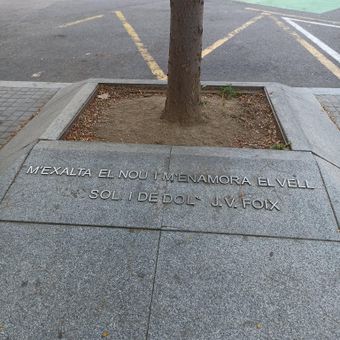 M'EXALTA EL NOU I M'ENAMORA EL VELL
SOL. I DE DOL" J.V. FOIX